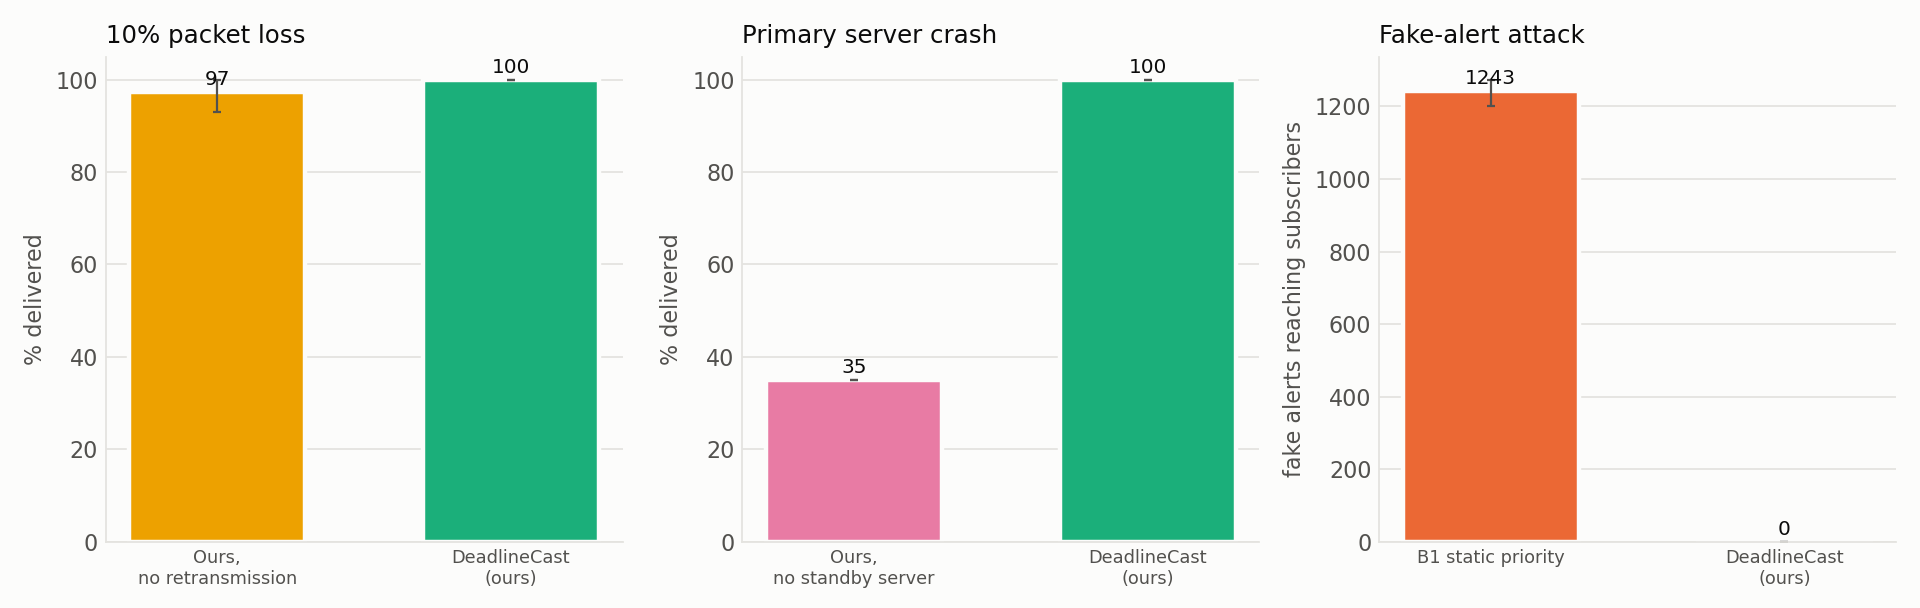 10% packet loss
% delivered
100
80
60
40
20
0
97
100
Ours,
no retransmission
DeadlineCast
(ours)
Primary server crash
% delivered
100
80
60
40
20
0
35
100
Ours,
no standby server
DeadlineCast
(ours)
Fake-alert attack
fake alerts reaching subscribers
1200
1000
800
600
400
200
0
1243
0
B1 static priority
DeadlineCast
(ours)